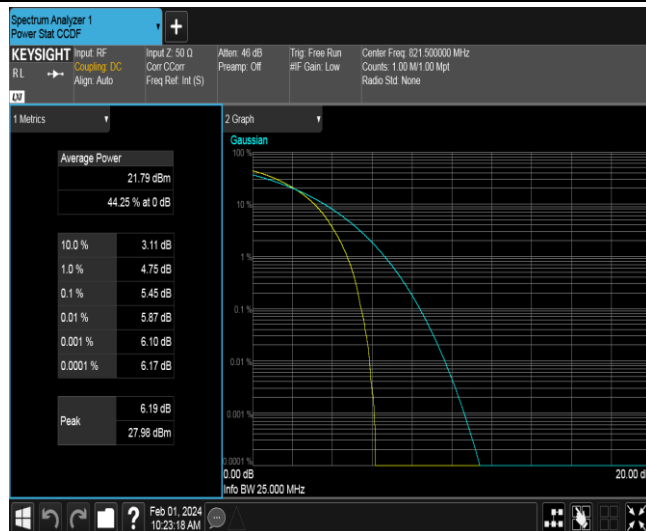 Spectrum Analyzer 1
Power Stat CCDF
+
KEYSIGHT
RL
Input: RF
Coupling: DC
Align: Auto
Input Z: 50 Ω
Corr CCorr
Freq Ref: Int (S)
Atten: 46 dB
Preamp: Off
Trig: Free Run
#IF Gain: Low
Center Freq: 821.500000 MHz
Counts: 1.00 M/1.00 Mpt
Radio Std: None
LXI
1 Metrics
Average Power
21.79 dBm
44.25 % at 0 dB
10.0 % 3.11 dB
1.0 % 4.75 dB
0.1 % 5.45 dB
0.01 % 5.87 dB
0.001 % 6.10 dB
0.0001 % 6.17 dB
Peak
6.19 dB
27.98 dBm
2 Graph
Gaussian
100 %
10 %
1 %
0.1 %
0.01 %
0.001 %
0.0001 %
0.00 dB
20.00 d
Info BW 25.000 MHz
?
Feb 01, 2024
10:23:18 AM